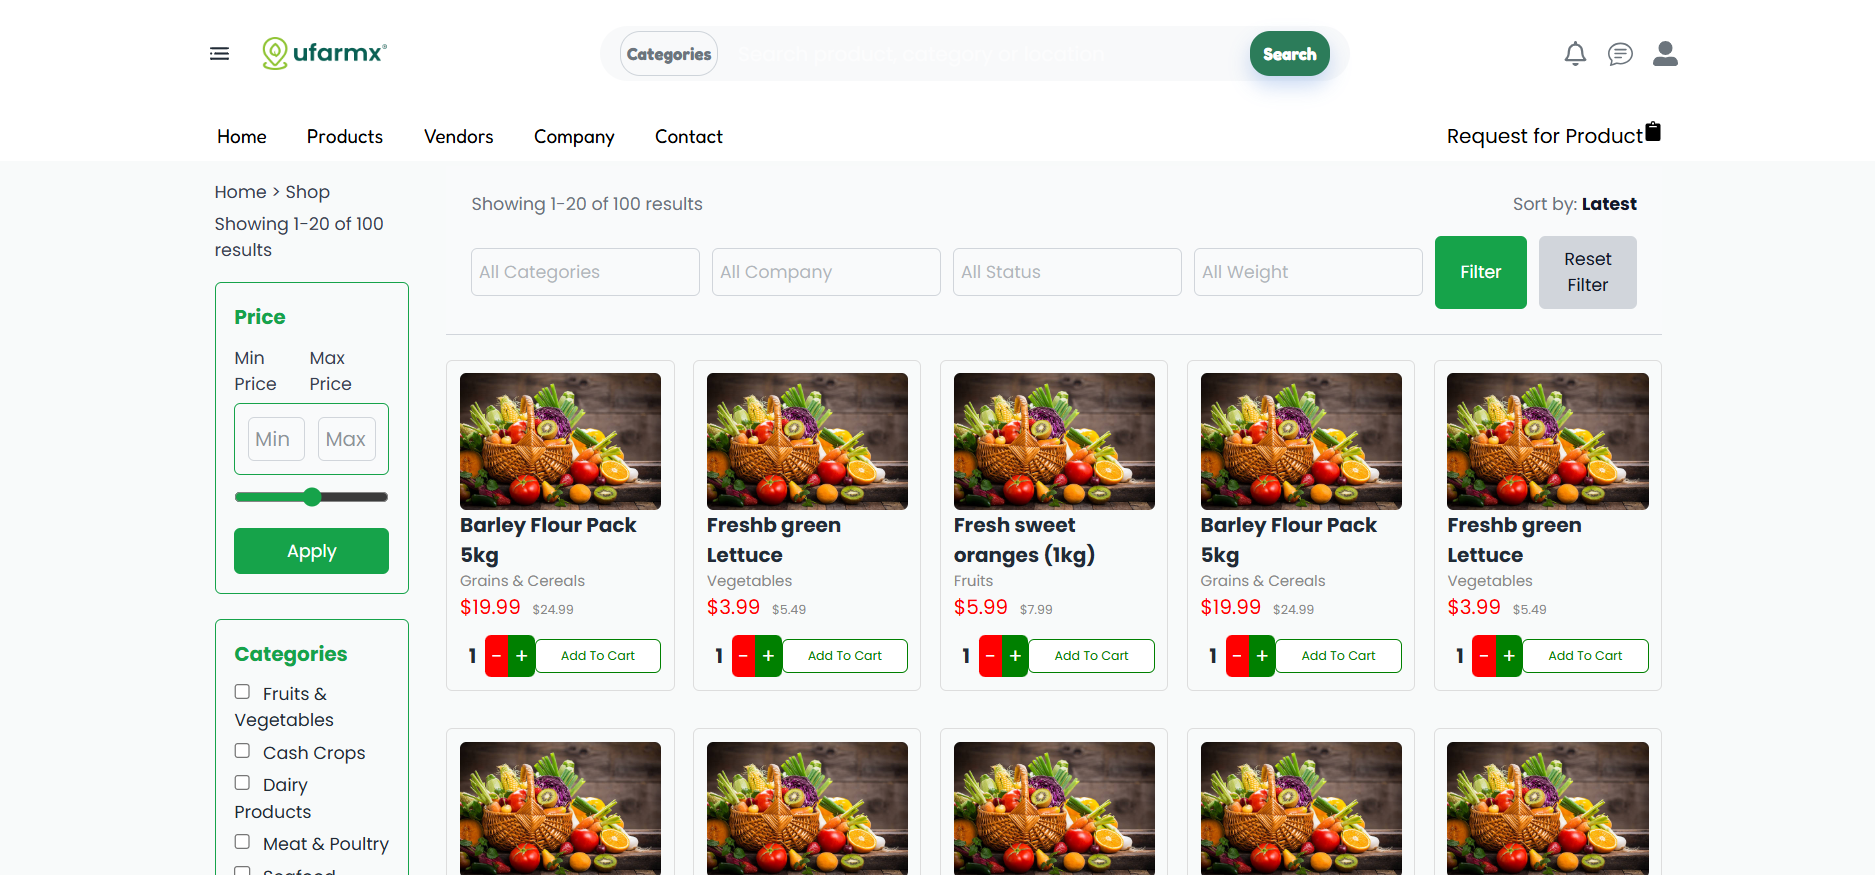 ufarmx®
Categories
Search product, category or location
Search
Home
Products
Vendors
Company
Contact
Request for Product
Home > Shop
Showing 1-20 of 100
results
Price
Min
Price
Max
Price
Min
Max
Apply
Categories
Fruits &
Vegetables
Cash Crops
Dairy
Products
Meat & Poultry
Seafood
Showing 1-20 of 100 results
Sort by: Latest
All Categories
All Company
All Status
All Weight
Filter
Reset
Filter
Barley Flour Pack
5kg
Grains & Cereals
$19.99 $24.99
1 - + Add To Cart
Freshb green
Lettuce
Vegetables
$3.99 $5.49
1 - + Add To Cart
Fresh sweet
oranges (1kg)
Fruits
$5.99 $7.99
1 - + Add To Cart
Barley Flour Pack
5kg
Grains & Cereals
$19.99 $24.99
1 - + Add To Cart
Freshb green
Lettuce
Vegetables
$3.99 $5.49
1 - + Add To Cart